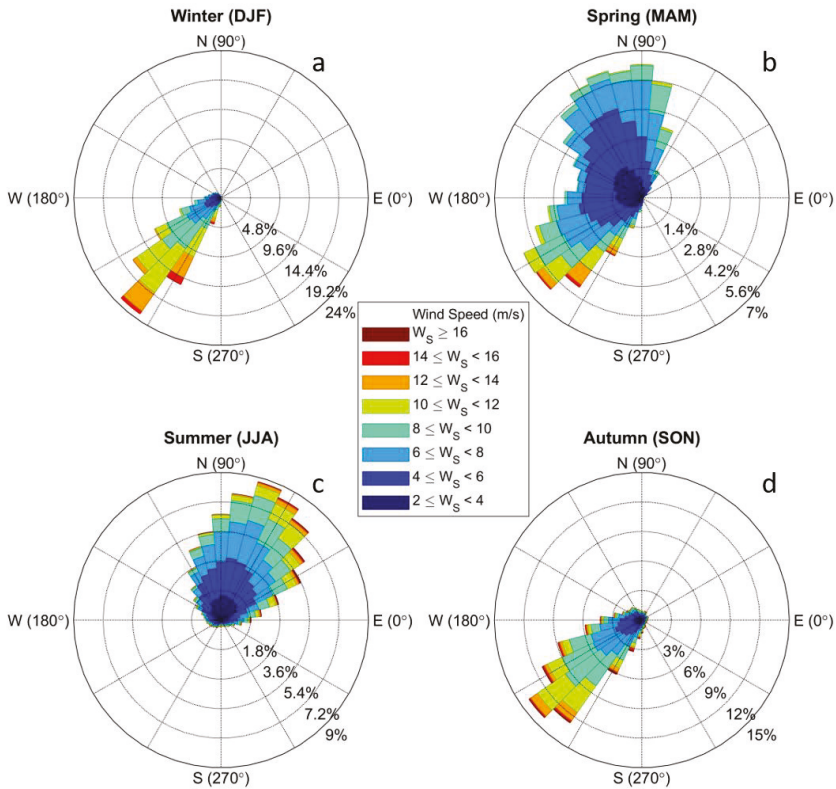 Winter (DJF)
N (90°)
a
W (180°)
E (0°)
4.8%
9.6%
14.4%
19.2%
24%
S (270°)
Spring (MAM)
N (90°)
b
W (180°)
E (0°)
1.4%
2.8%
4.2%
5.6%
7%
S (270°)
Wind Speed (m/s)
W_S ≥ 16
14 ≤ W_S < 16
12 ≤ W_S < 14
10 ≤ W_S < 12
8 ≤ W_S < 10
6 ≤ W_S < 8
4 ≤ W_S < 6
2 ≤ W_S < 4
Summer (JJA)
N (90°)
c
W (180°)
E (0°)
1.8%
3.6%
5.4%
7.2%
9%
S (270°)
Autumn (SON)
N (90°)
d
W (180°)
E (0°)
3%
6%
9%
12%
15%
S (270°)